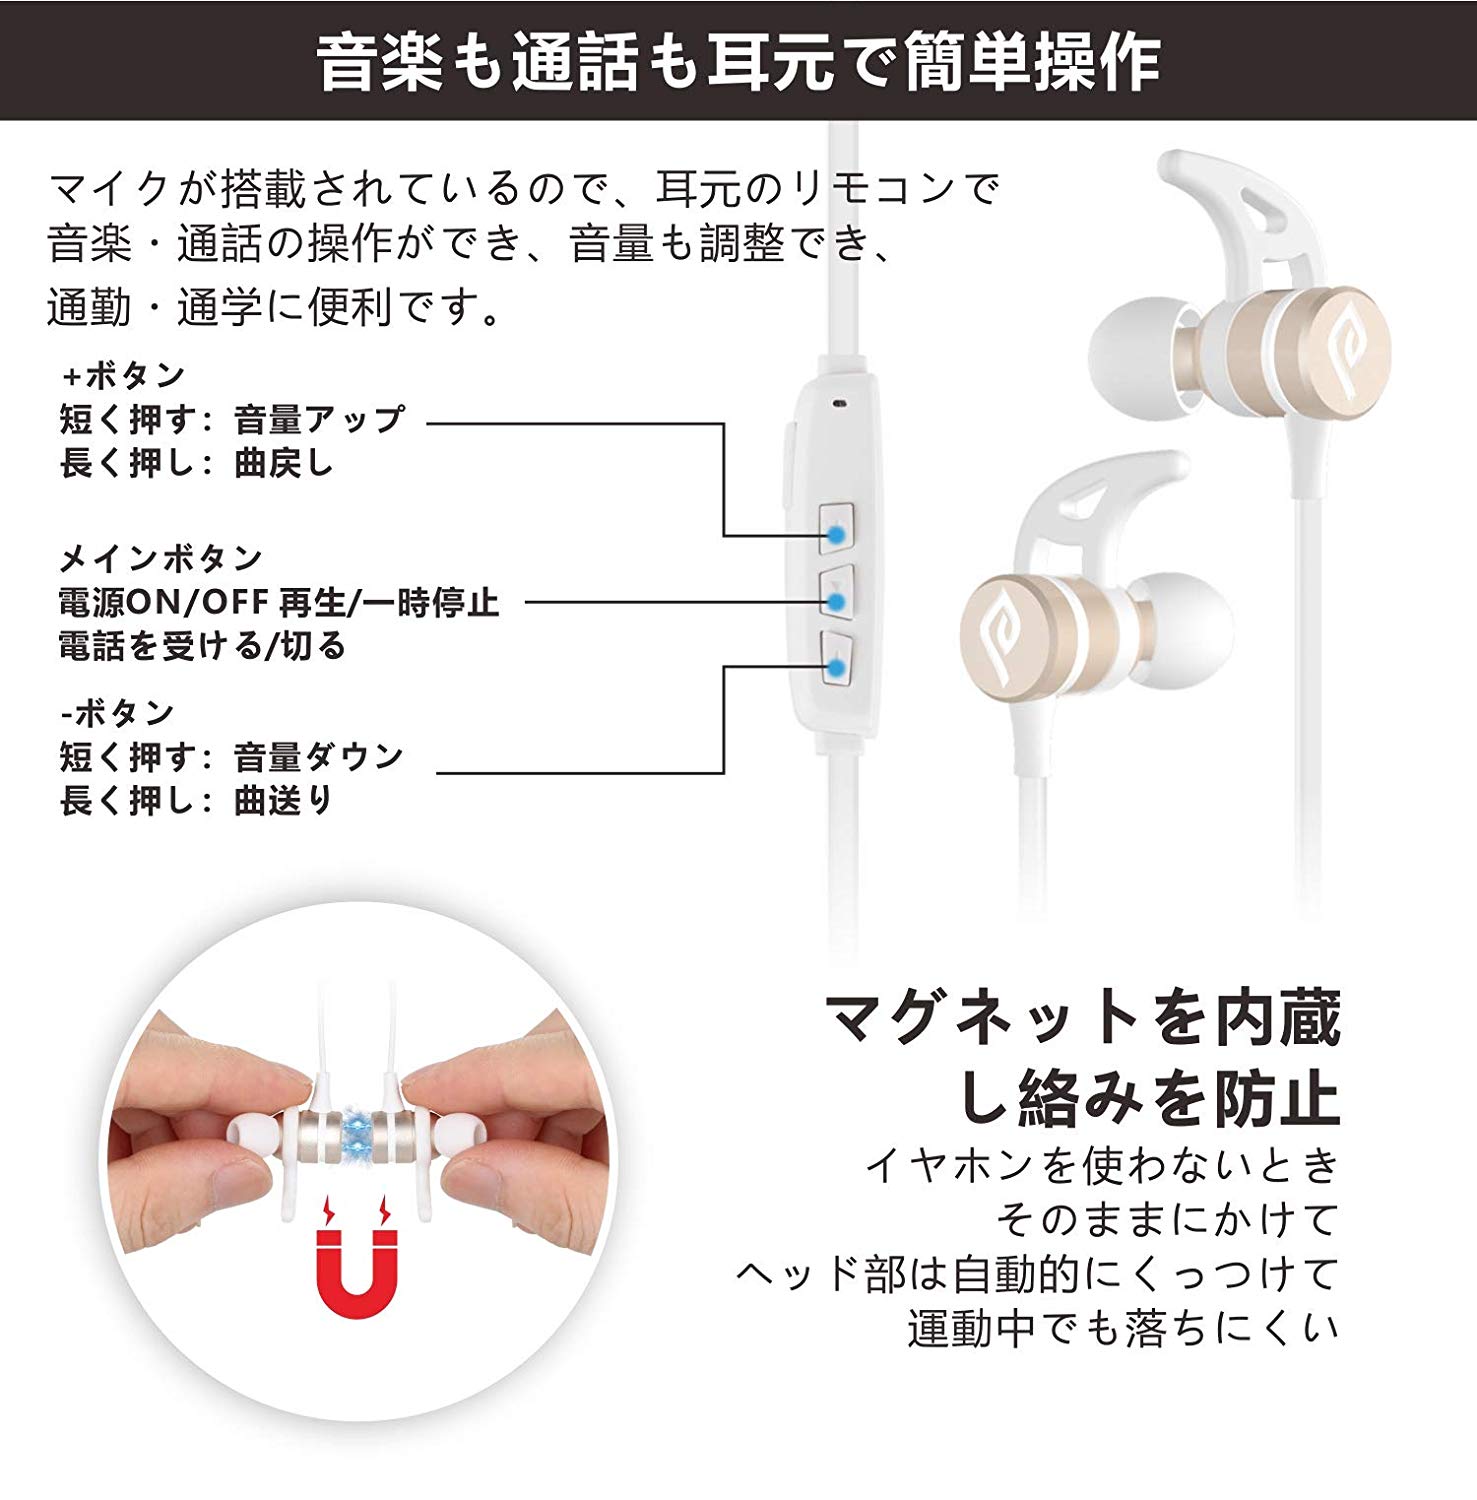 音楽も通話も耳元で簡単操作
マイクが搭載されているので、耳元のリモコンで
音楽・通話の操作ができ、音量も調整でき、
通勤・通学に便利です。
+ボタン
短く押す：音量アップ
長く押し：曲戻し
メインボタン
電源ON/OFF 再生/一時停止
電話を受ける/切る
-ボタン
短く押す：音量ダウン
長く押し：曲送り
マグネットを内蔵
し絡みを防止
イヤホンを使わないとき
そのままにかけて
ヘッド部は自動的にくっつけて
運動中でも落ちにくい